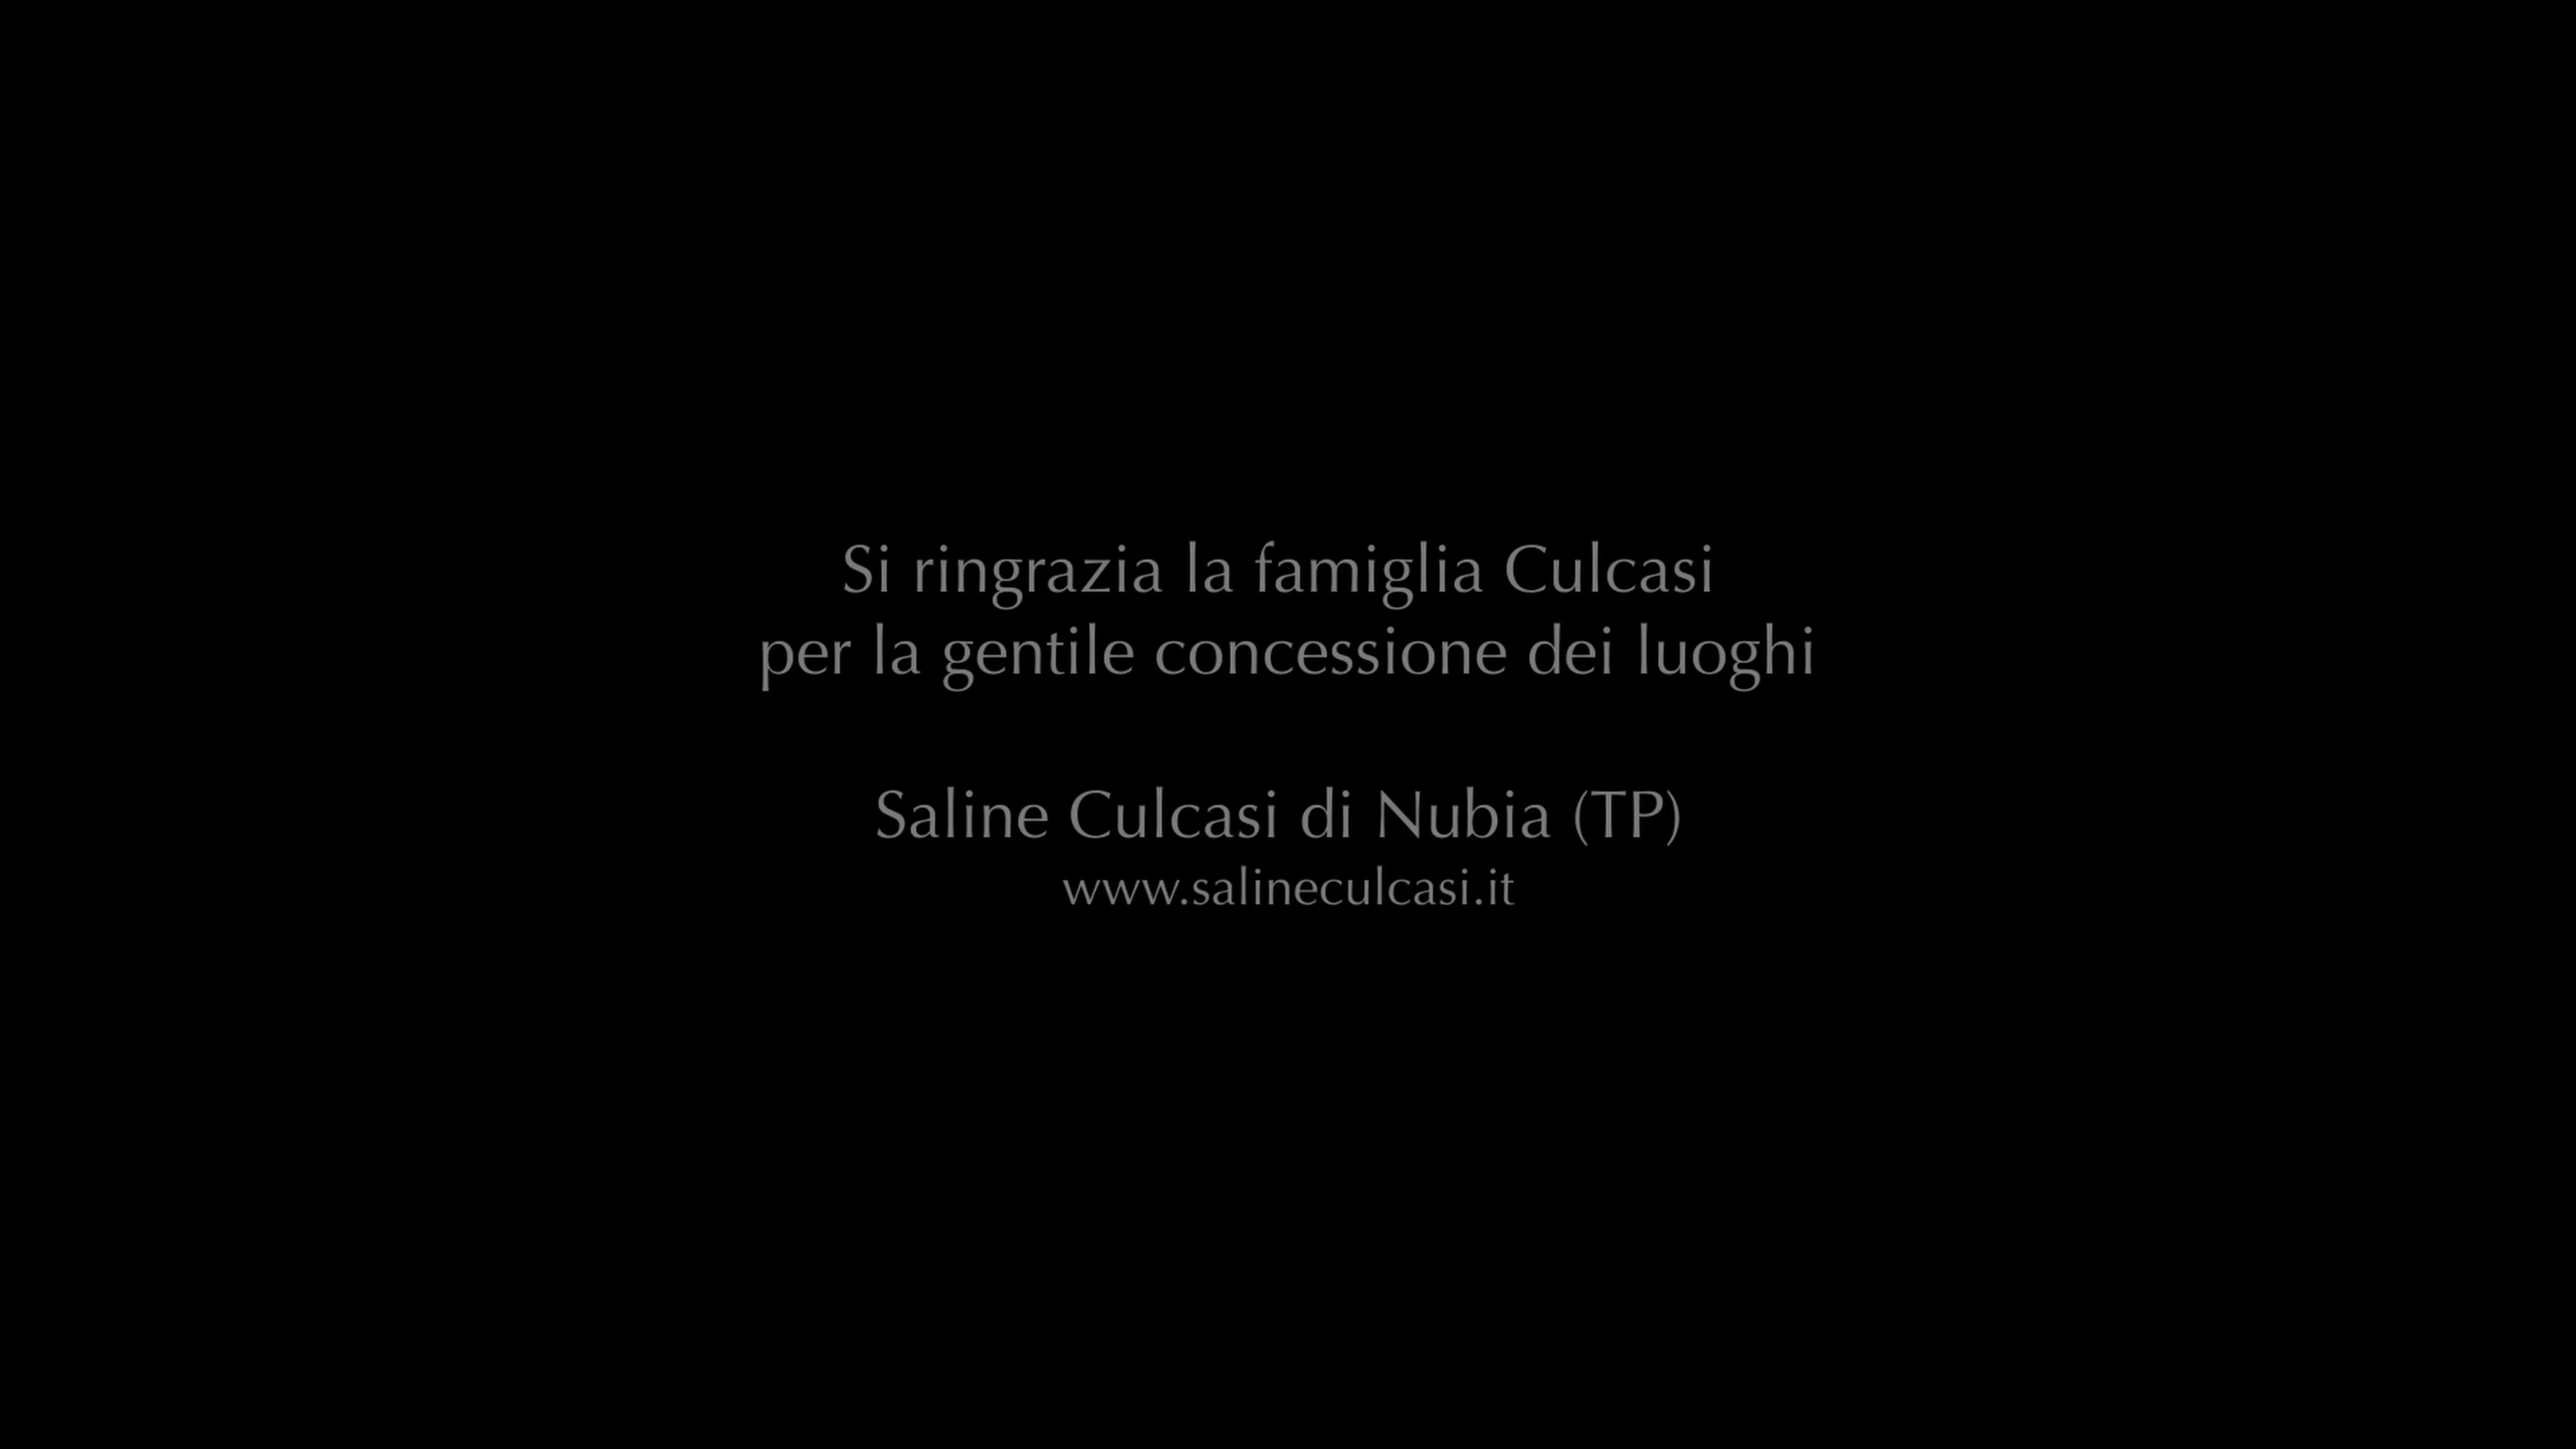 Si ringrazia la famiglia Culcasi
per la gentile concessione dei luoghi
Saline Culcasi di Nubia (TP)
www.salineculcasi.it